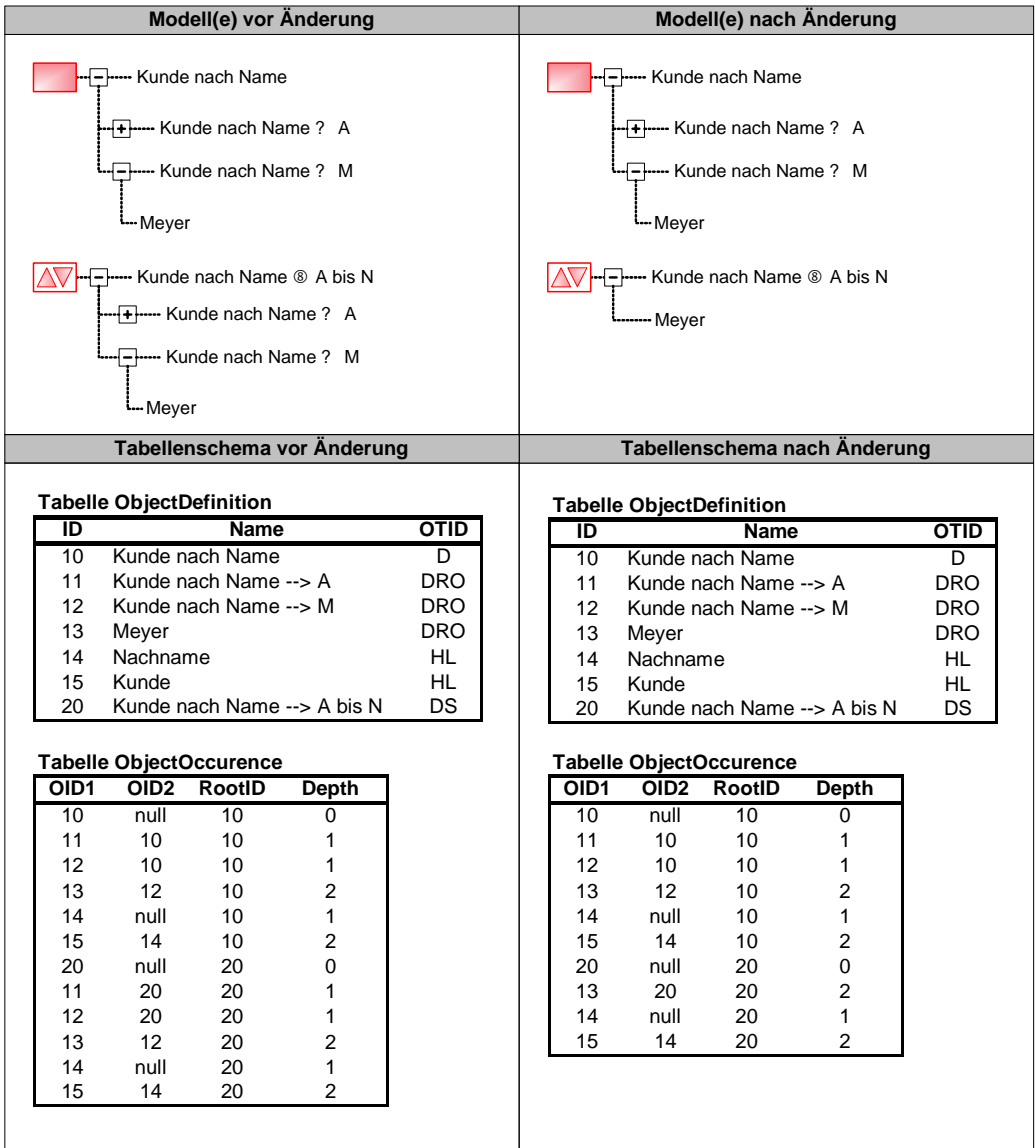 Modell(e) vor Änderung
Kunde nach Name
Kunde nach Name ? A
Kunde nach Name ? M
Meyer
Kunde nach Name ⑧ A bis N
Kunde nach Name ? A
Kunde nach Name ? M
Meyer
Modell(e) nach Änderung
Kunde nach Name
Kunde nach Name ? A
Kunde nach Name ? M
Meyer
Kunde nach Name ⑧ A bis N
Meyer
Tabellenschema vor Änderung
Tabelle ObjectDefinition
ID Name OTID
10 Kunde nach Name D
11 Kunde nach Name --> A DRO
12 Kunde nach Name --> M DRO
13 Meyer DRO
14 Nachname HL
15 Kunde HL
20 Kunde nach Name --> A bis N DS
Tabelle ObjectOccurence
OID1 OID2 RootID Depth
10 null 10 0
11 10 10 1
12 10 10 1
13 12 10 2
14 null 10 1
15 14 10 2
20 null 20 0
11 20 20 1
12 20 20 1
13 12 20 2
14 null 20 1
15 14 20 2
Tabellenschema nach Änderung
Tabelle ObjectDefinition
ID Name OTID
10 Kunde nach Name D
11 Kunde nach Name --> A DRO
12 Kunde nach Name --> M DRO
13 Meyer DRO
14 Nachname HL
15 Kunde HL
20 Kunde nach Name --> A bis N DS
Tabelle ObjectOccurence
OID1 OID2 RootID Depth
10 null 10 0
11 10 10 1
12 10 10 1
13 12 10 2
14 null 10 1
15 14 10 2
20 null 20 0
13 20 20 2
14 null 20 1
15 14 20 2